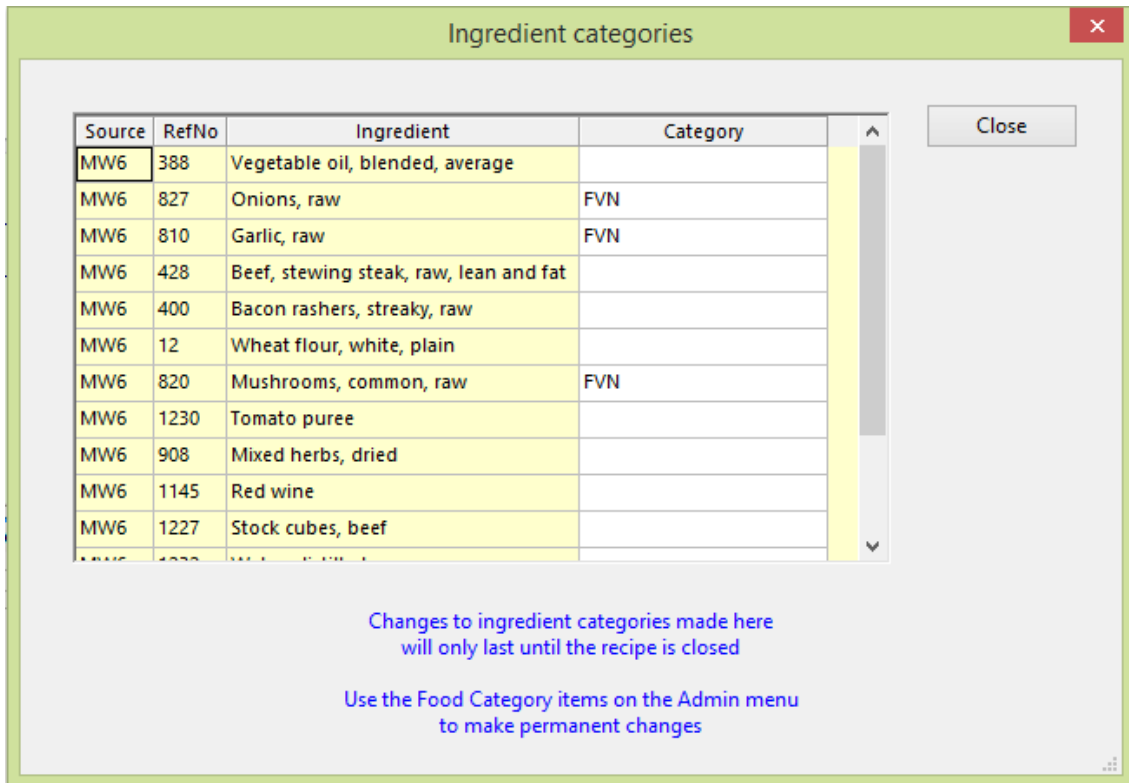 Ingredient categories
Close
Source RefNo Ingredient Category
MW6 388 Vegetable oil, blended, average
MW6 827 Onions, raw FVN
MW6 810 Garlic, raw FVN
MW6 428 Beef, stewing steak, raw, lean and fat
MW6 400 Bacon rashers, streaky, raw
MW6 12 Wheat flour, white, plain
MW6 820 Mushrooms, common, raw FVN
MW6 1230 Tomato puree
MW6 908 Mixed herbs, dried
MW6 1145 Red wine
MW6 1227 Stock cubes, beef
Changes to ingredient categories made here
will only last until the recipe is closed
Use the Food Category items on the Admin menu
to make permanent changes